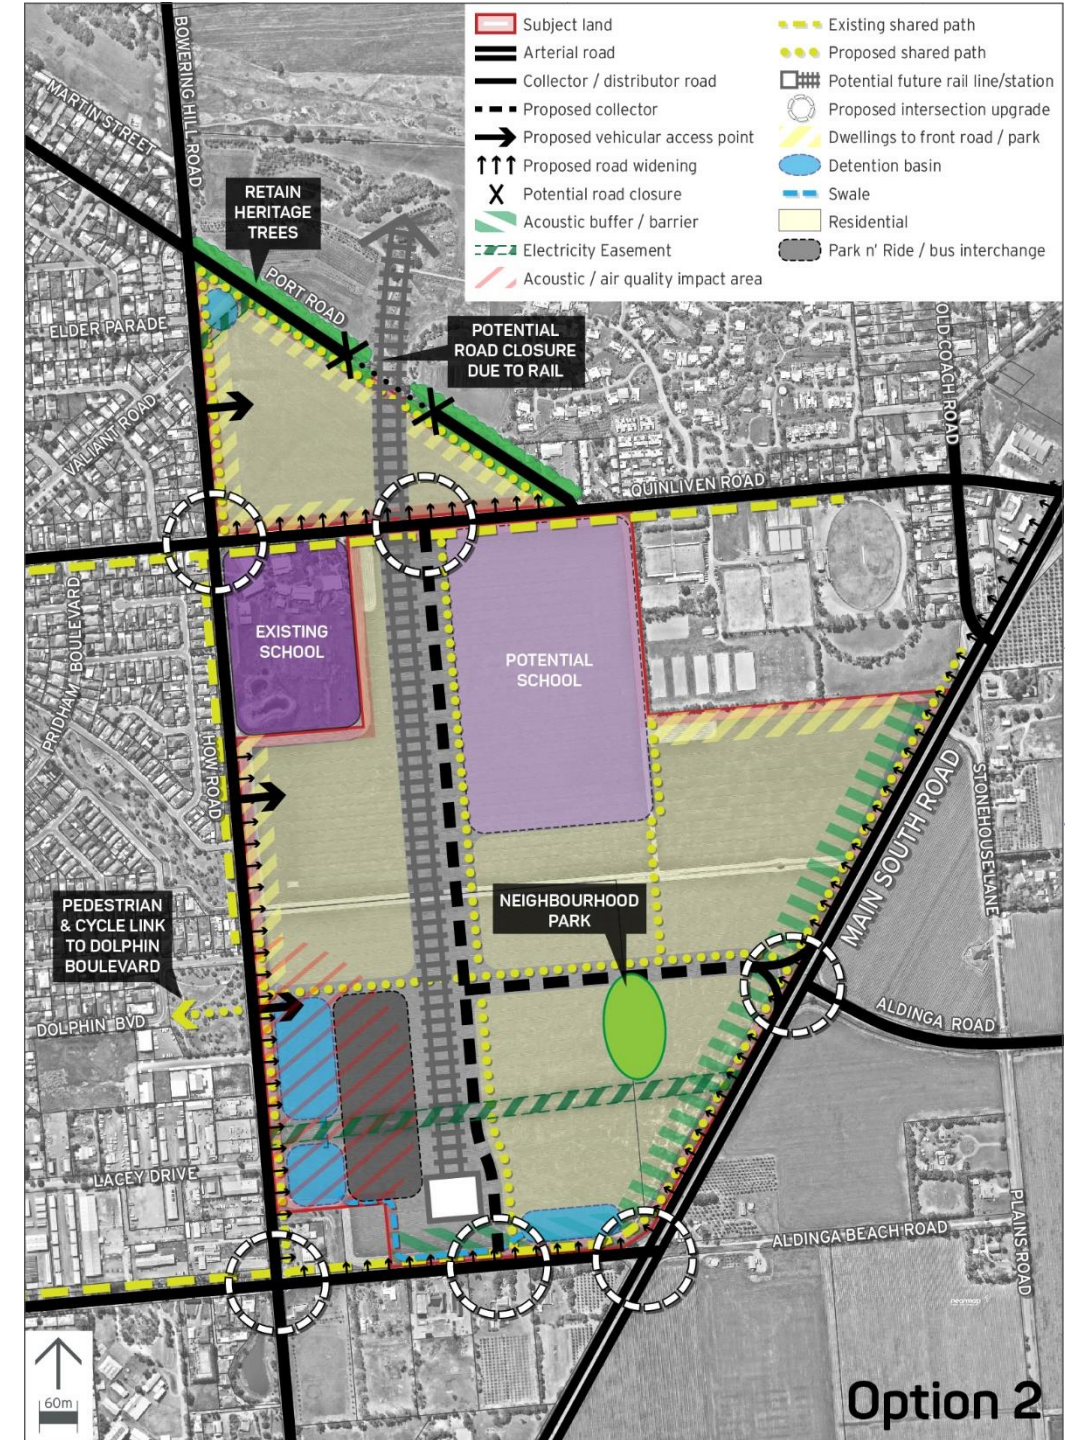 Subject land
Arterial road
Collector / distributor road
Proposed collector
Proposed vehicular access point
Proposed road widening
Potential road closure
Acoustic buffer / barrier
Electricity Easement
Acoustic / air quality impact area
Existing shared path
Proposed shared path
Potential future rail line/station
Proposed intersection upgrade
Dwellings to front road / park
Detention basin
Swale
Residential
Park n' Ride / bus interchange
BOWERING HILL ROAD
MARTIN STREET
RETAIN
HERITAGE
TREES
PORT ROAD
ELDER PARADE
POTENTIAL
ROAD CLOSURE
DUE TO RAIL
OLD COACH ROAD
VALIANT ROAD
QUINLIVEN ROAD
PRIDHAM BOULEVARD
EXISTING
SCHOOL
POTENTIAL
SCHOOL
HOW ROAD
MAIN SOUTH ROAD
STONEHOUSE LANE
PEDESTRIAN
& CYCLE LINK
TO DOLPHIN
BOULEVARD
NEIGHBOURHOOD
PARK
DOLPHIN BVD
ALDINGA ROAD
LACEY DRIVE
ALDINGA BEACH ROAD
PLAINS ROAD
nearmap
60m
Option 2